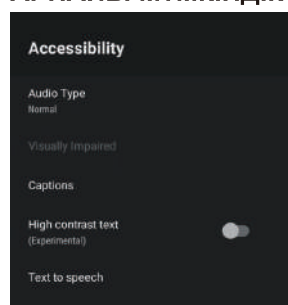 Accessibility
Audio Type
Normal
Visually Impaired
Captions
High contrast text
(Experimental)
Text to speech